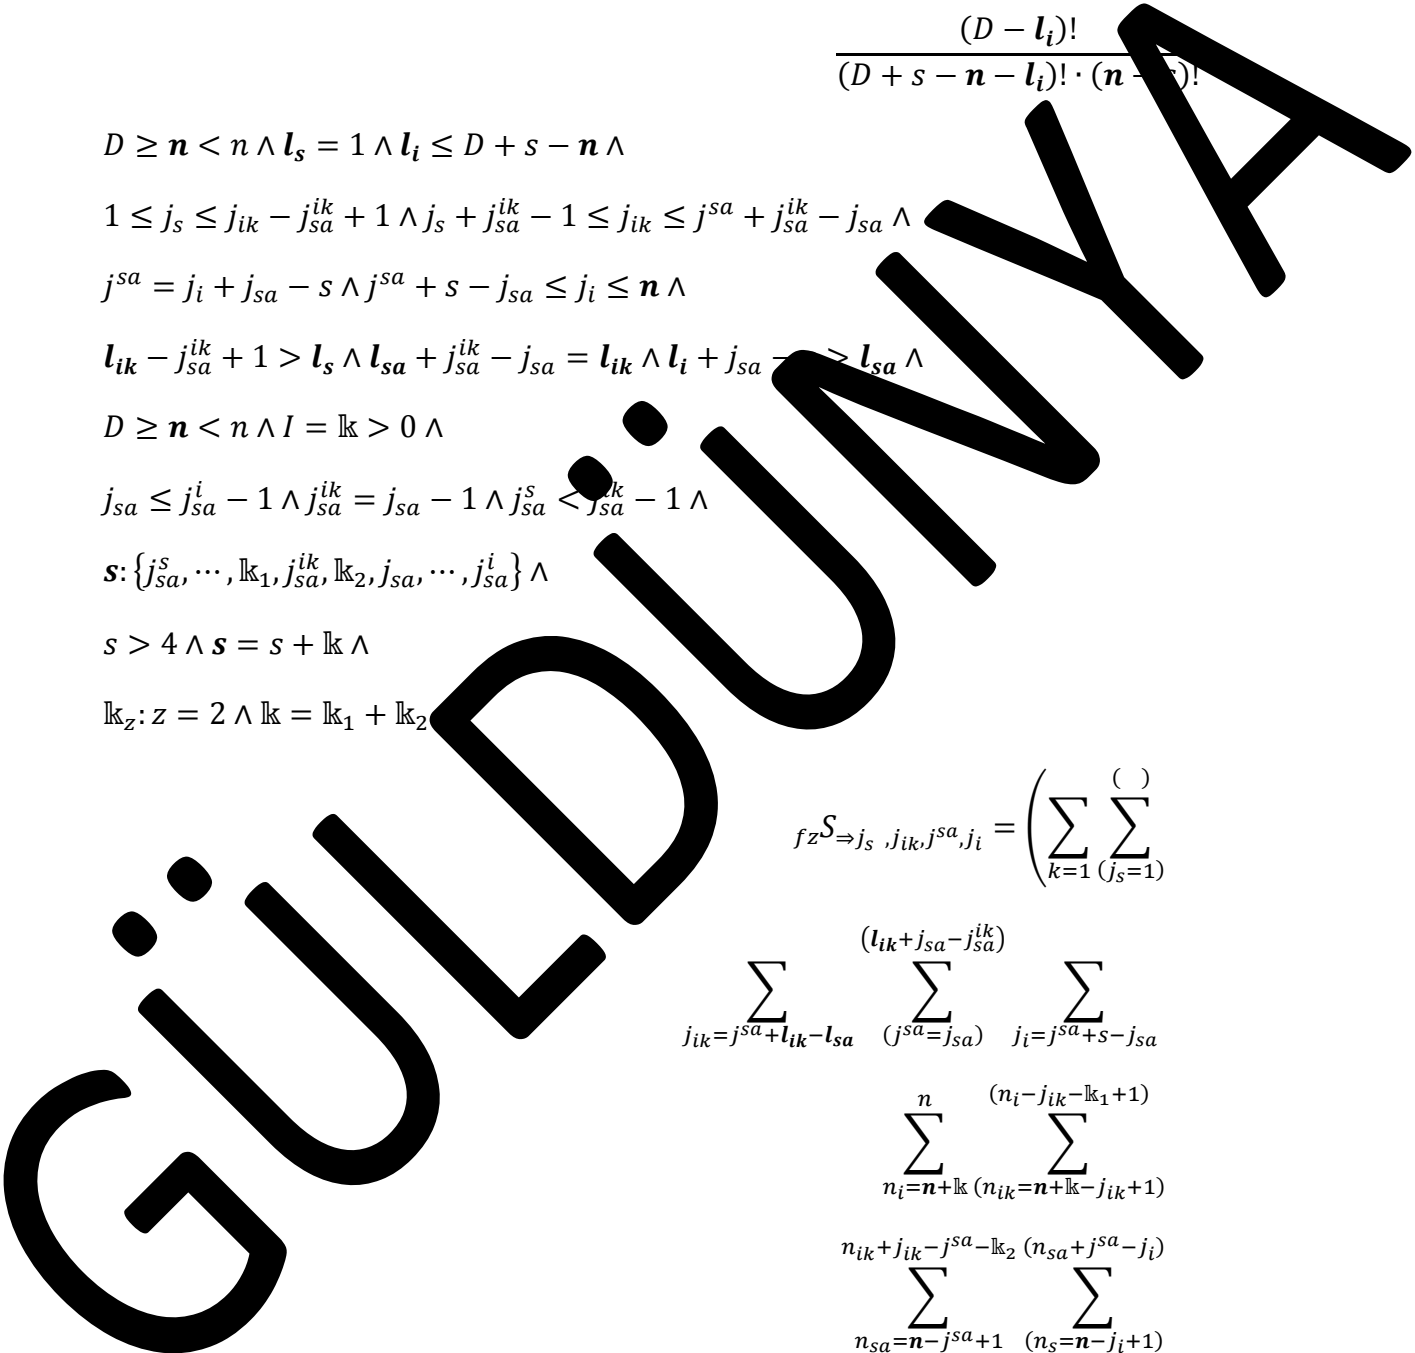 (D − l_i)!
(D + s − n − l_i)! · (n − s)!
D ≥ n < n ∧ l_s = 1 ∧ l_i ≤ D + s − n ∧
1 ≤ j_s ≤ j_ik − j_sa^ik + 1 ∧ j_s + j_sa^ik − 1 ≤ j_ik ≤ j^sa + j_sa^ik − j_sa ∧
j^sa = j_i + j_sa − s ∧ j^sa + s − j_sa ≤ j_i ≤ n ∧
l_ik − j_sa^ik + 1 > l_s ∧ l_sa + j_sa^ik − j_sa = l_ik ∧ l_i + j_sa − > l_sa ∧
D ≥ n < n ∧ I = 𝕜 > 0 ∧
j_sa ≤ j_sa^i − 1 ∧ j_sa^ik = j_sa − 1 ∧ j_sa^s < j_sa^ik − 1 ∧
s: {j_sa^s, ⋯ , 𝕜_1, j_sa^ik, 𝕜_2, j_sa, ⋯ , j_sa^i} ∧
s > 4 ∧ s = s + 𝕜 ∧
𝕜_z: z = 2 ∧ 𝕜 = 𝕜_1 + 𝕜_2
( )
fzS⇒j_s ,j_ik,j^sa,j_i = (∑ ∑
k=1 (j_s=1)
(l_ik+j_sa−j_sa^ik)
∑ ∑ ∑
j_ik=j^sa+l_ik−l_sa (j^sa=j_sa) j_i=j^sa+s−j_sa
n (n_i−j_ik−𝕜_1+1)
∑ ∑
n_i=n+𝕜 (n_ik=n+𝕜−j_ik+1)
n_ik+j_ik−j^sa−𝕜_2 (n_sa+j^sa−j_i)
∑ ∑
n_sa=n−j^sa+1 (n_s=n−j_i+1)
GÜLDÜNYA